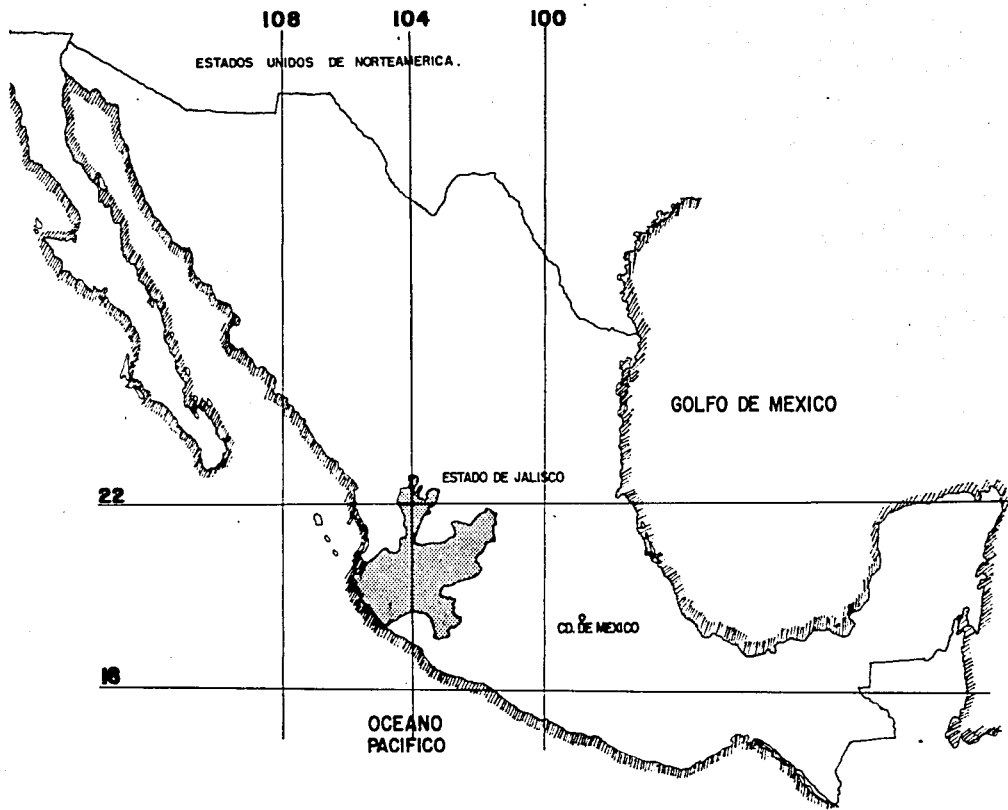 108 104 100
ESTADOS UNIDOS DE NORTEAMERICA.
GOLFO DE MEXICO
ESTADO DE JALISCO
22
CD. DE MEXICO
18
OCEANO
PACIFICO